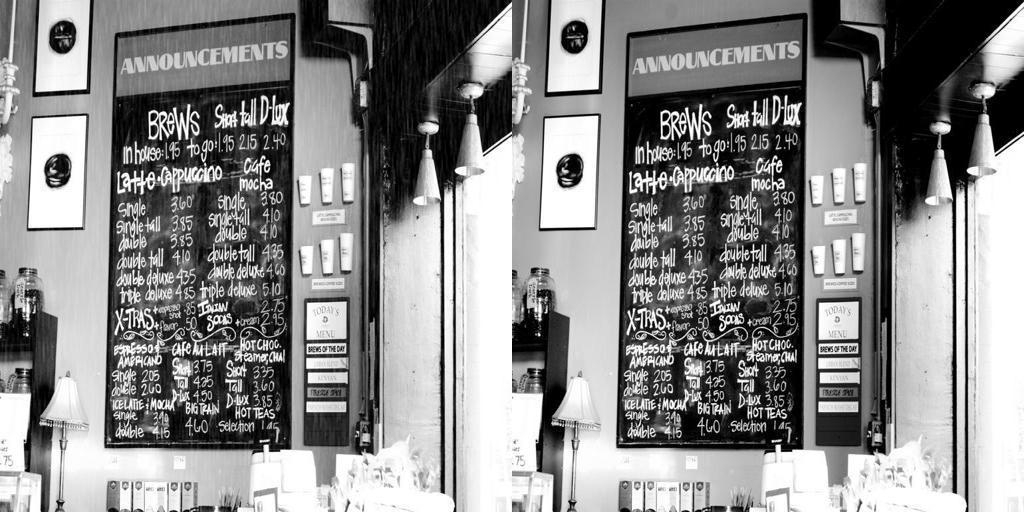 ANNOUNCEMENTS
BREWS Short tall D-LUX
in house: 1.95 to go: 1.95 2.15 2.40
Latte & Cappuccino Cafe mocha
single 3.60 single 3.80
single tall 3.85 single tall 4.10
double 3.85 double 4.10
double tall 4.10 double tall 4.35
double deluxe 4.35 double deluxe 4.60
triple deluxe 4.85 triple deluxe 5.10
X-TRAS + espresso shot .85 ITALIAN SODAS 2.75
+ flavor .50 + cream 2.95
ESPRESSO & AMERICANO CAFE AU LAIT HOT CHOC. Steamer, Chai
single 2.05 Short 3.75 Short 3.35
double 2.60 Tall 4.25 Tall 3.60
ICE LATTE & MOCHA D-LUX 4.50 D-LUX 3.85
single BIG TRAIN HOT TEAS
double 4.15 4.60 selection 1.45
TODAY'S
MENU
BREWS OF THE DAY
.75
ANNOUNCEMENTS
BREWS Short tall D-LUX
in house: 1.95 to go: 1.95 2.15 2.40
Latte & Cappuccino Cafe mocha
single 3.60 single 3.80
single tall 3.85 single tall 4.10
double 3.85 double 4.10
double tall 4.10 double tall 4.35
double deluxe 4.35 double deluxe 4.60
triple deluxe 4.85 triple deluxe 5.10
X-TRAS + espresso shot .85 ITALIAN SODAS 2.75
+ flavor .50 + cream 2.95
ESPRESSO & AMERICANO CAFE AU LAIT HOT CHOC. Steamer, Chai
single 2.05 Short 3.75 Short 3.35
double 2.60 Tall 4.25 Tall 3.60
ICE LATTE & MOCHA D-LUX 4.50 D-LUX 3.85
single BIG TRAIN HOT TEAS
double 4.15 4.60 selection 1.45
TODAY'S
MENU
BREWS OF THE DAY
.75